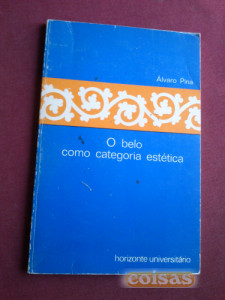 Álvaro Pina
O belo
como categoria estética
horizonte universitário
coisas